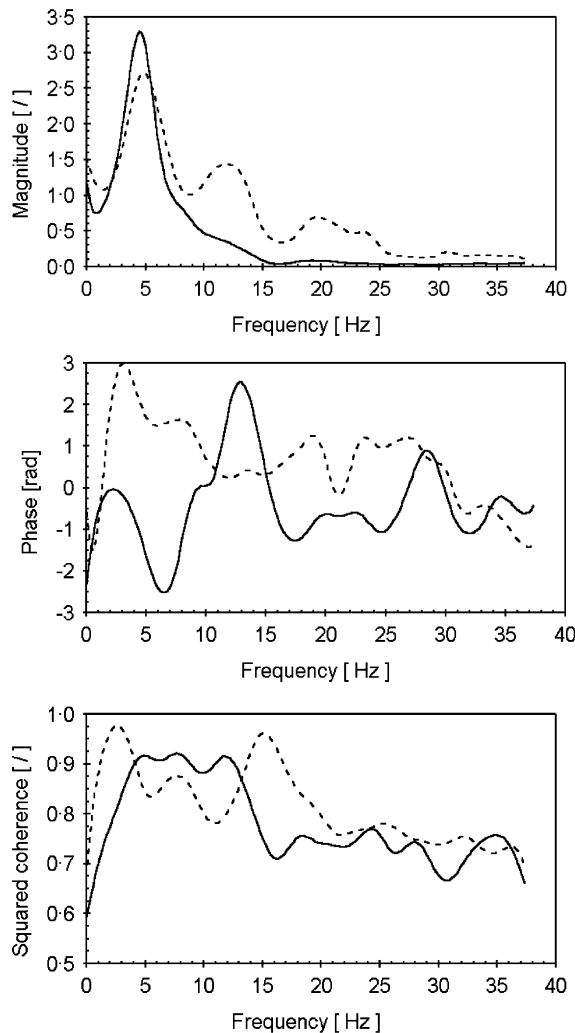 3·5
3·0
2·5
2·0
1·5
1·0
0·5
0·0
Magnitude [ / ]
0 5 10 15 20 25 30 35 40
Frequency [ Hz ]
3
2
1
0
-1
-2
-3
Phase [rad]
0 5 10 15 20 25 30 35 40
Frequency [ Hz ]
1·0
0·9
0·8
0·7
0·6
0·5
Squared coherence [ / ]
0 5 10 15 20 25 30 35 40
Frequency [ Hz ]